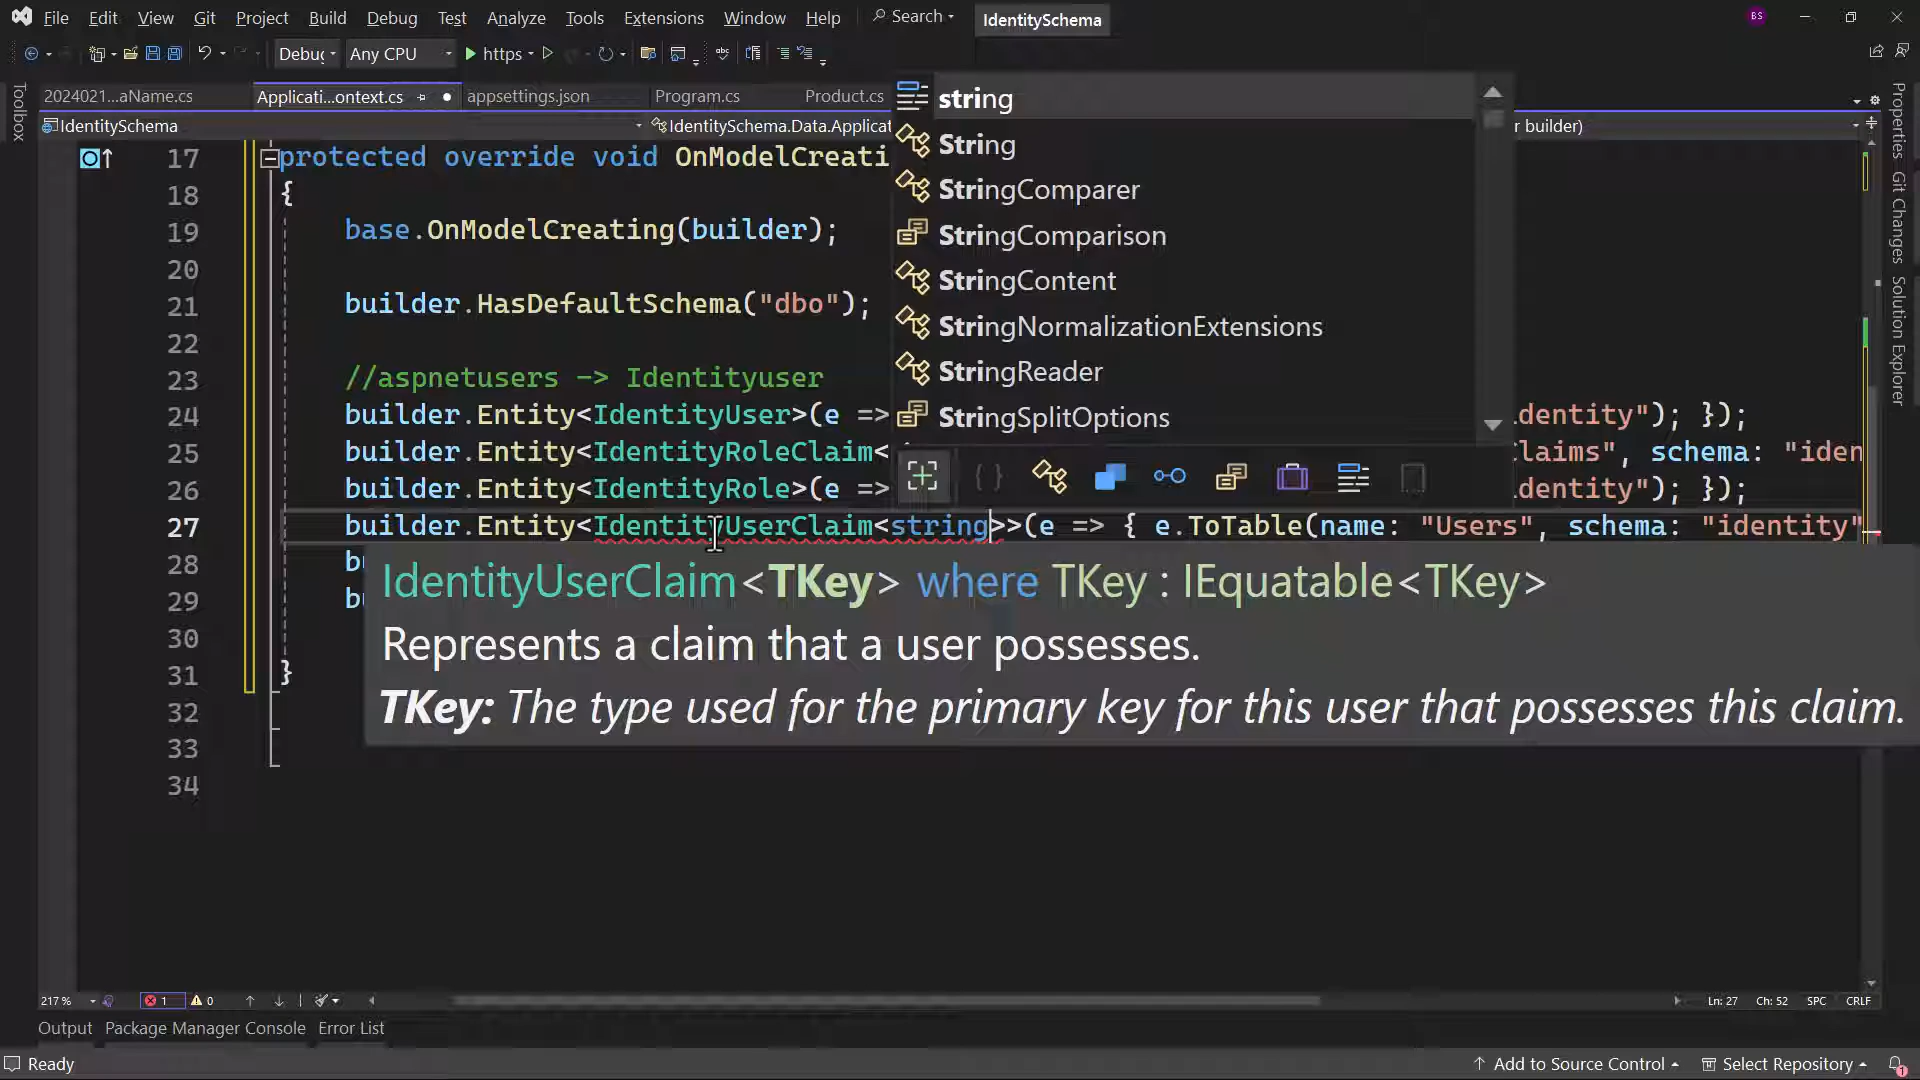 File Edit View Git Project Build Debug Test Analyze Tools Extensions Window Help Search IdentitySchema BS
Debug Any CPU https
2024021...aName.cs Applicati...ontext.cs appsettings.json Program.cs Product.cs
IdentitySchema IdentitySchema.Data.Applicat r builder)
Toolbox
Properties
Git Changes
Solution Explorer
string
String
StringComparer
StringComparison
StringContent
StringNormalizationExtensions
StringReader
StringSplitOptions
17 protected override void OnModelCreati
18 {
19 base.OnModelCreating(builder);
20
21 builder.HasDefaultSchema("dbo");
22
23 //aspnetusers -> Identityuser
24 builder.Entity<IdentityUser>(e => dentity"); });
25 builder.Entity<IdentityRoleClaim< laims", schema: "iden
26 builder.Entity<IdentityRole>(e => dentity"); });
27 builder.Entity<IdentityUserClaim<string>>(e => { e.ToTable(name: "Users", schema: "identity"
28 bu
29 bu
30
31 }
32
33
34
IdentityUserClaim<TKey> where TKey : IEquatable<TKey>
Represents a claim that a user possesses.
TKey: The type used for the primary key for this user that possesses this claim.
217 % 1 0 Ln: 27 Ch: 52 SPC CRLF
Output Package Manager Console Error List
Ready Add to Source Control Select Repository 1